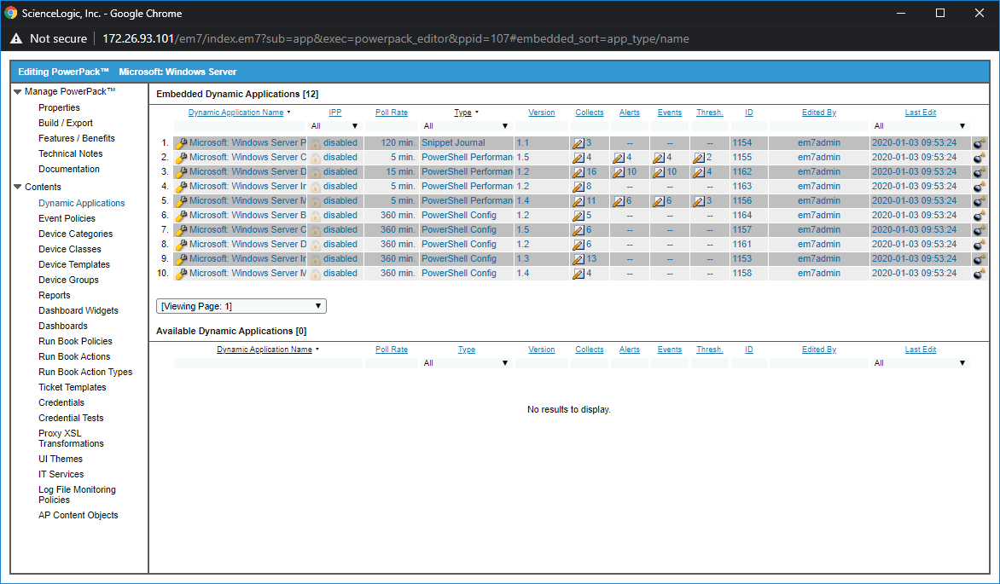 ScienceLogic, Inc. - Google Chrome
Not secure 172.26.93.101/em7/index.em7?sub=app&exec=powerpack_editor&ppid=107#embedded_sort=app_type/name
Editing PowerPack™ Microsoft: Windows Server
Manage PowerPack™
Properties
Build / Export
Features / Benefits
Technical Notes
Documentation
Contents
Dynamic Applications
Event Policies
Device Categories
Device Classes
Device Templates
Device Groups
Reports
Dashboard Widgets
Dashboards
Run Book Policies
Run Book Actions
Run Book Action Types
Ticket Templates
Credentials
Credential Tests
Proxy XSL
Transformations
UI Themes
IT Services
Log File Monitoring
Policies
AP Content Objects
Embedded Dynamic Applications [12]
Dynamic Application Name IPP Poll Rate Type Version Collects Alerts Events Thresh. ID Edited By Last Edit
All All All
1. Microsoft: Windows Server P disabled 120 min. Snippet Journal 1.1 3 -- -- -- 1154 em7admin 2020-01-03 09:53:24
2. Microsoft: Windows Server C disabled 5 min. PowerShell Performan 1.5 4 4 4 2 1155 em7admin 2020-01-03 09:53:24
3. Microsoft: Windows Server D disabled 15 min. PowerShell Performan 1.2 16 10 10 4 1162 em7admin 2020-01-03 09:53:24
4. Microsoft: Windows Server In disabled 5 min. PowerShell Performan 1.2 8 -- -- -- 1163 em7admin 2020-01-03 09:53:24
5. Microsoft: Windows Server M disabled 5 min. PowerShell Performan 1.4 11 6 6 3 1156 em7admin 2020-01-03 09:53:24
6. Microsoft: Windows Server B disabled 360 min. PowerShell Config 1.2 5 -- -- -- 1164 em7admin 2020-01-03 09:53:24
7. Microsoft: Windows Server C disabled 360 min. PowerShell Config 1.5 6 -- -- -- 1157 em7admin 2020-01-03 09:53:24
8. Microsoft: Windows Server D disabled 360 min. PowerShell Config 1.2 6 -- -- -- 1161 em7admin 2020-01-03 09:53:24
9. Microsoft: Windows Server In disabled 360 min. PowerShell Config 1.3 13 -- -- -- 1153 em7admin 2020-01-03 09:53:24
10. Microsoft: Windows Server M disabled 360 min. PowerShell Config 1.4 4 -- -- -- 1158 em7admin 2020-01-03 09:53:24
[Viewing Page: 1]
Available Dynamic Applications [0]
Dynamic Application Name Poll Rate Type Version Collects Alerts Events Thresh. ID Edited By Last Edit
All All
No results to display.